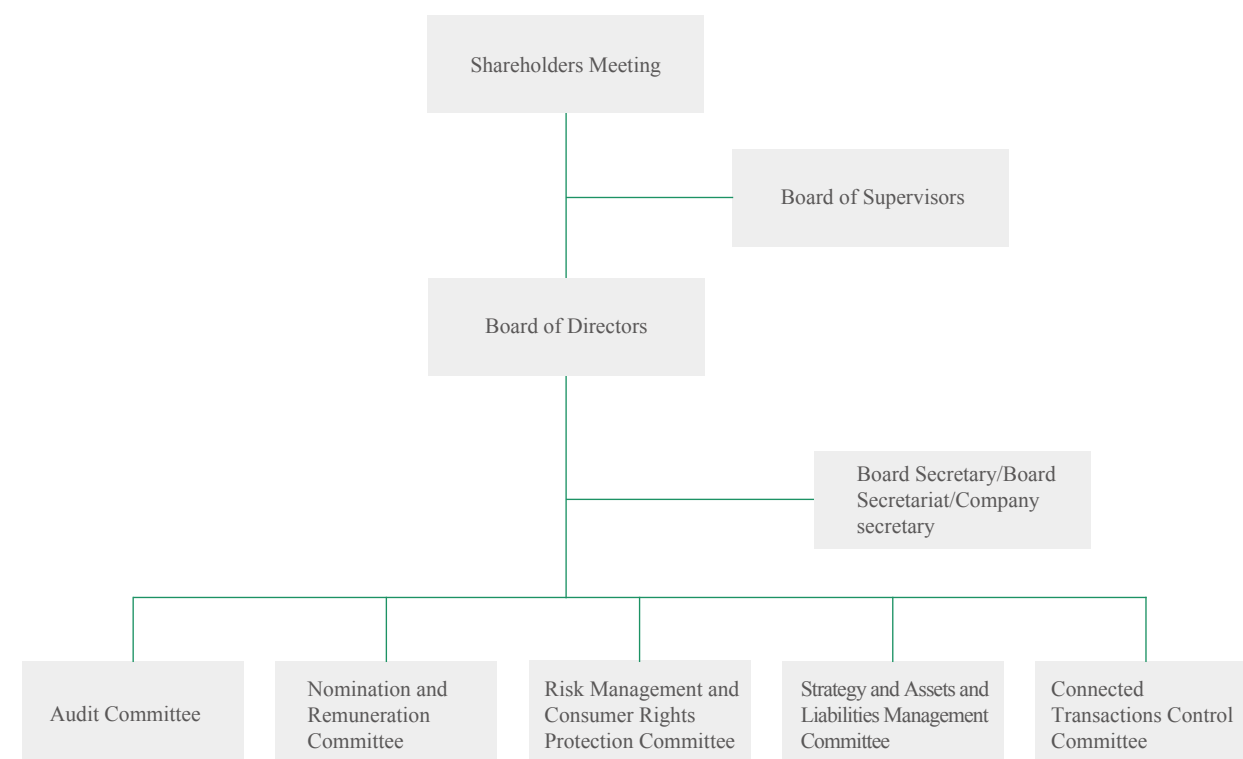 Shareholders Meeting
Board of Supervisors
Board of Directors
Board Secretary/Board
Secretariat/Company
secretary
Audit Committee
Nomination and
Remuneration
Committee
Risk Management and
Consumer Rights
Protection Committee
Strategy and Assets and
Liabilities Management
Committee
Connected
Transactions Control
Committee